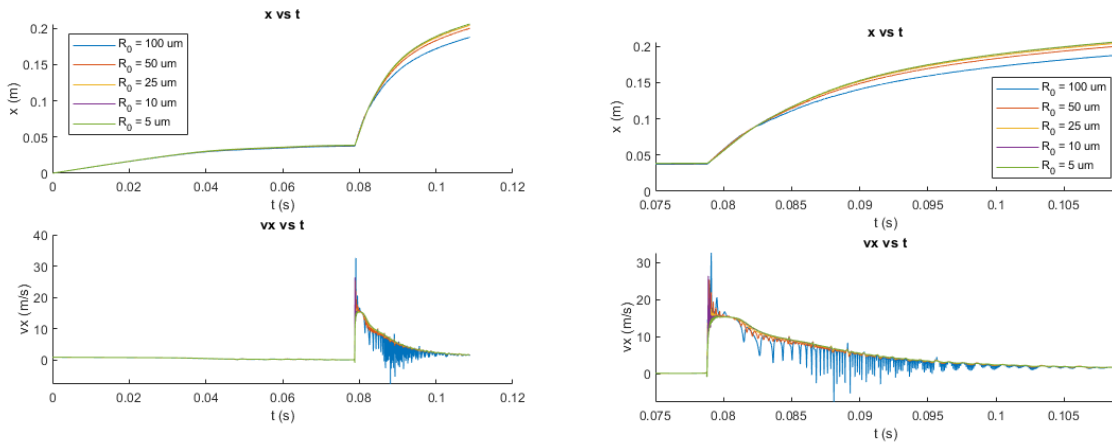 x vs t
0.2
0.15
0.1
0.05
0
x (m)
R0 = 100 um
R0 = 50 um
R0 = 25 um
R0 = 10 um
R0 = 5 um
0 0.02 0.04 0.06 0.08 0.1 0.12
t (s)
vx vs t
40
30
20
10
0
vx (m/s)
0 0.02 0.04 0.06 0.08 0.1 0.12
t (s)
x vs t
0.2
0.15
0.1
0.05
0
x (m)
R0 = 100 um
R0 = 50 um
R0 = 25 um
R0 = 10 um
R0 = 5 um
0.075 0.08 0.085 0.09 0.095 0.1 0.105
t (s)
vx vs t
30
20
10
0
vx (m/s)
0.075 0.08 0.085 0.09 0.095 0.1 0.105
t (s)